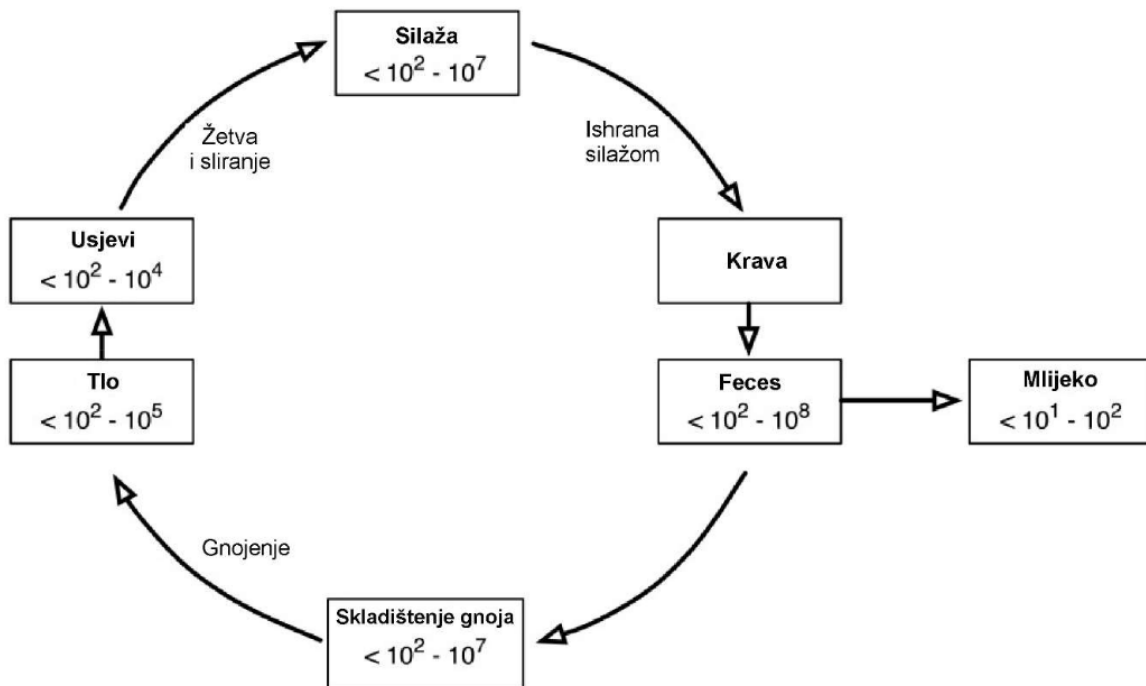 Silaža
< 10² - 10⁷
Žetva
i sliranje
Ishrana
silažom
Usjevi
< 10² - 10⁴
Krava
Tlo
< 10² - 10⁵
Feces
< 10² - 10⁸
Mlijeko
< 10¹ - 10²
Gnojenje
Skladištenje gnoja
< 10² - 10⁷